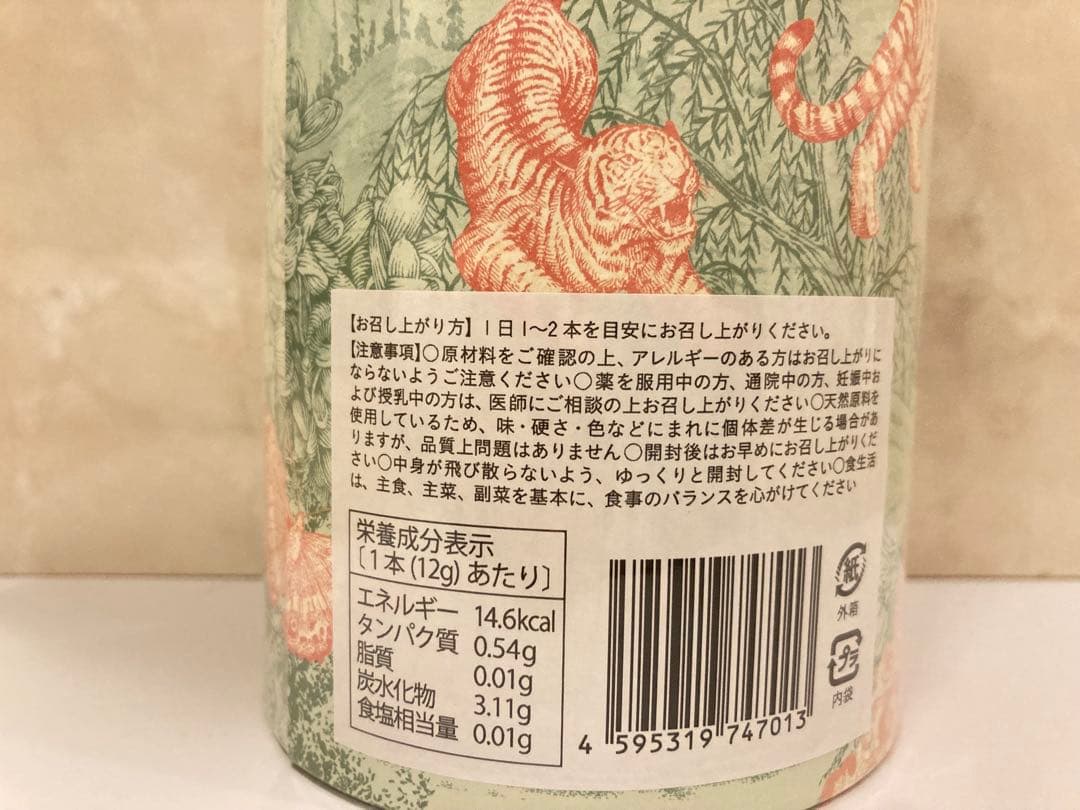 【お召し上がり方】1日1〜2本を目安にお召し上がりください。
【注意事項】〇原材料をご確認の上、アレルギーのある方はお召し上がりに
ならないようご注意ください〇薬を服用中の方、通院中の方、妊娠中お
よび授乳中の方は、医師にご相談の上お召し上がりください〇天然原料を
使用しているため、味・硬さ・色などにまれに個体差が生じる場合があ
りますが、品質上問題はありません〇開封後はお早めにお召し上がりくだ
さい〇中身が飛び散らないよう、ゆっくりと開封してください〇食生活
は、主食、主菜、副菜を基本に、食事のバランスを心がけてください
栄養成分表示
〔1本(12g)あたり〕
エネルギー 14.6kcal
タンパク質 0.54g
脂質 0.01g
炭水化物 3.11g
食塩相当量 0.01g
4 595319 747013
紙
外箱
プラ
内袋